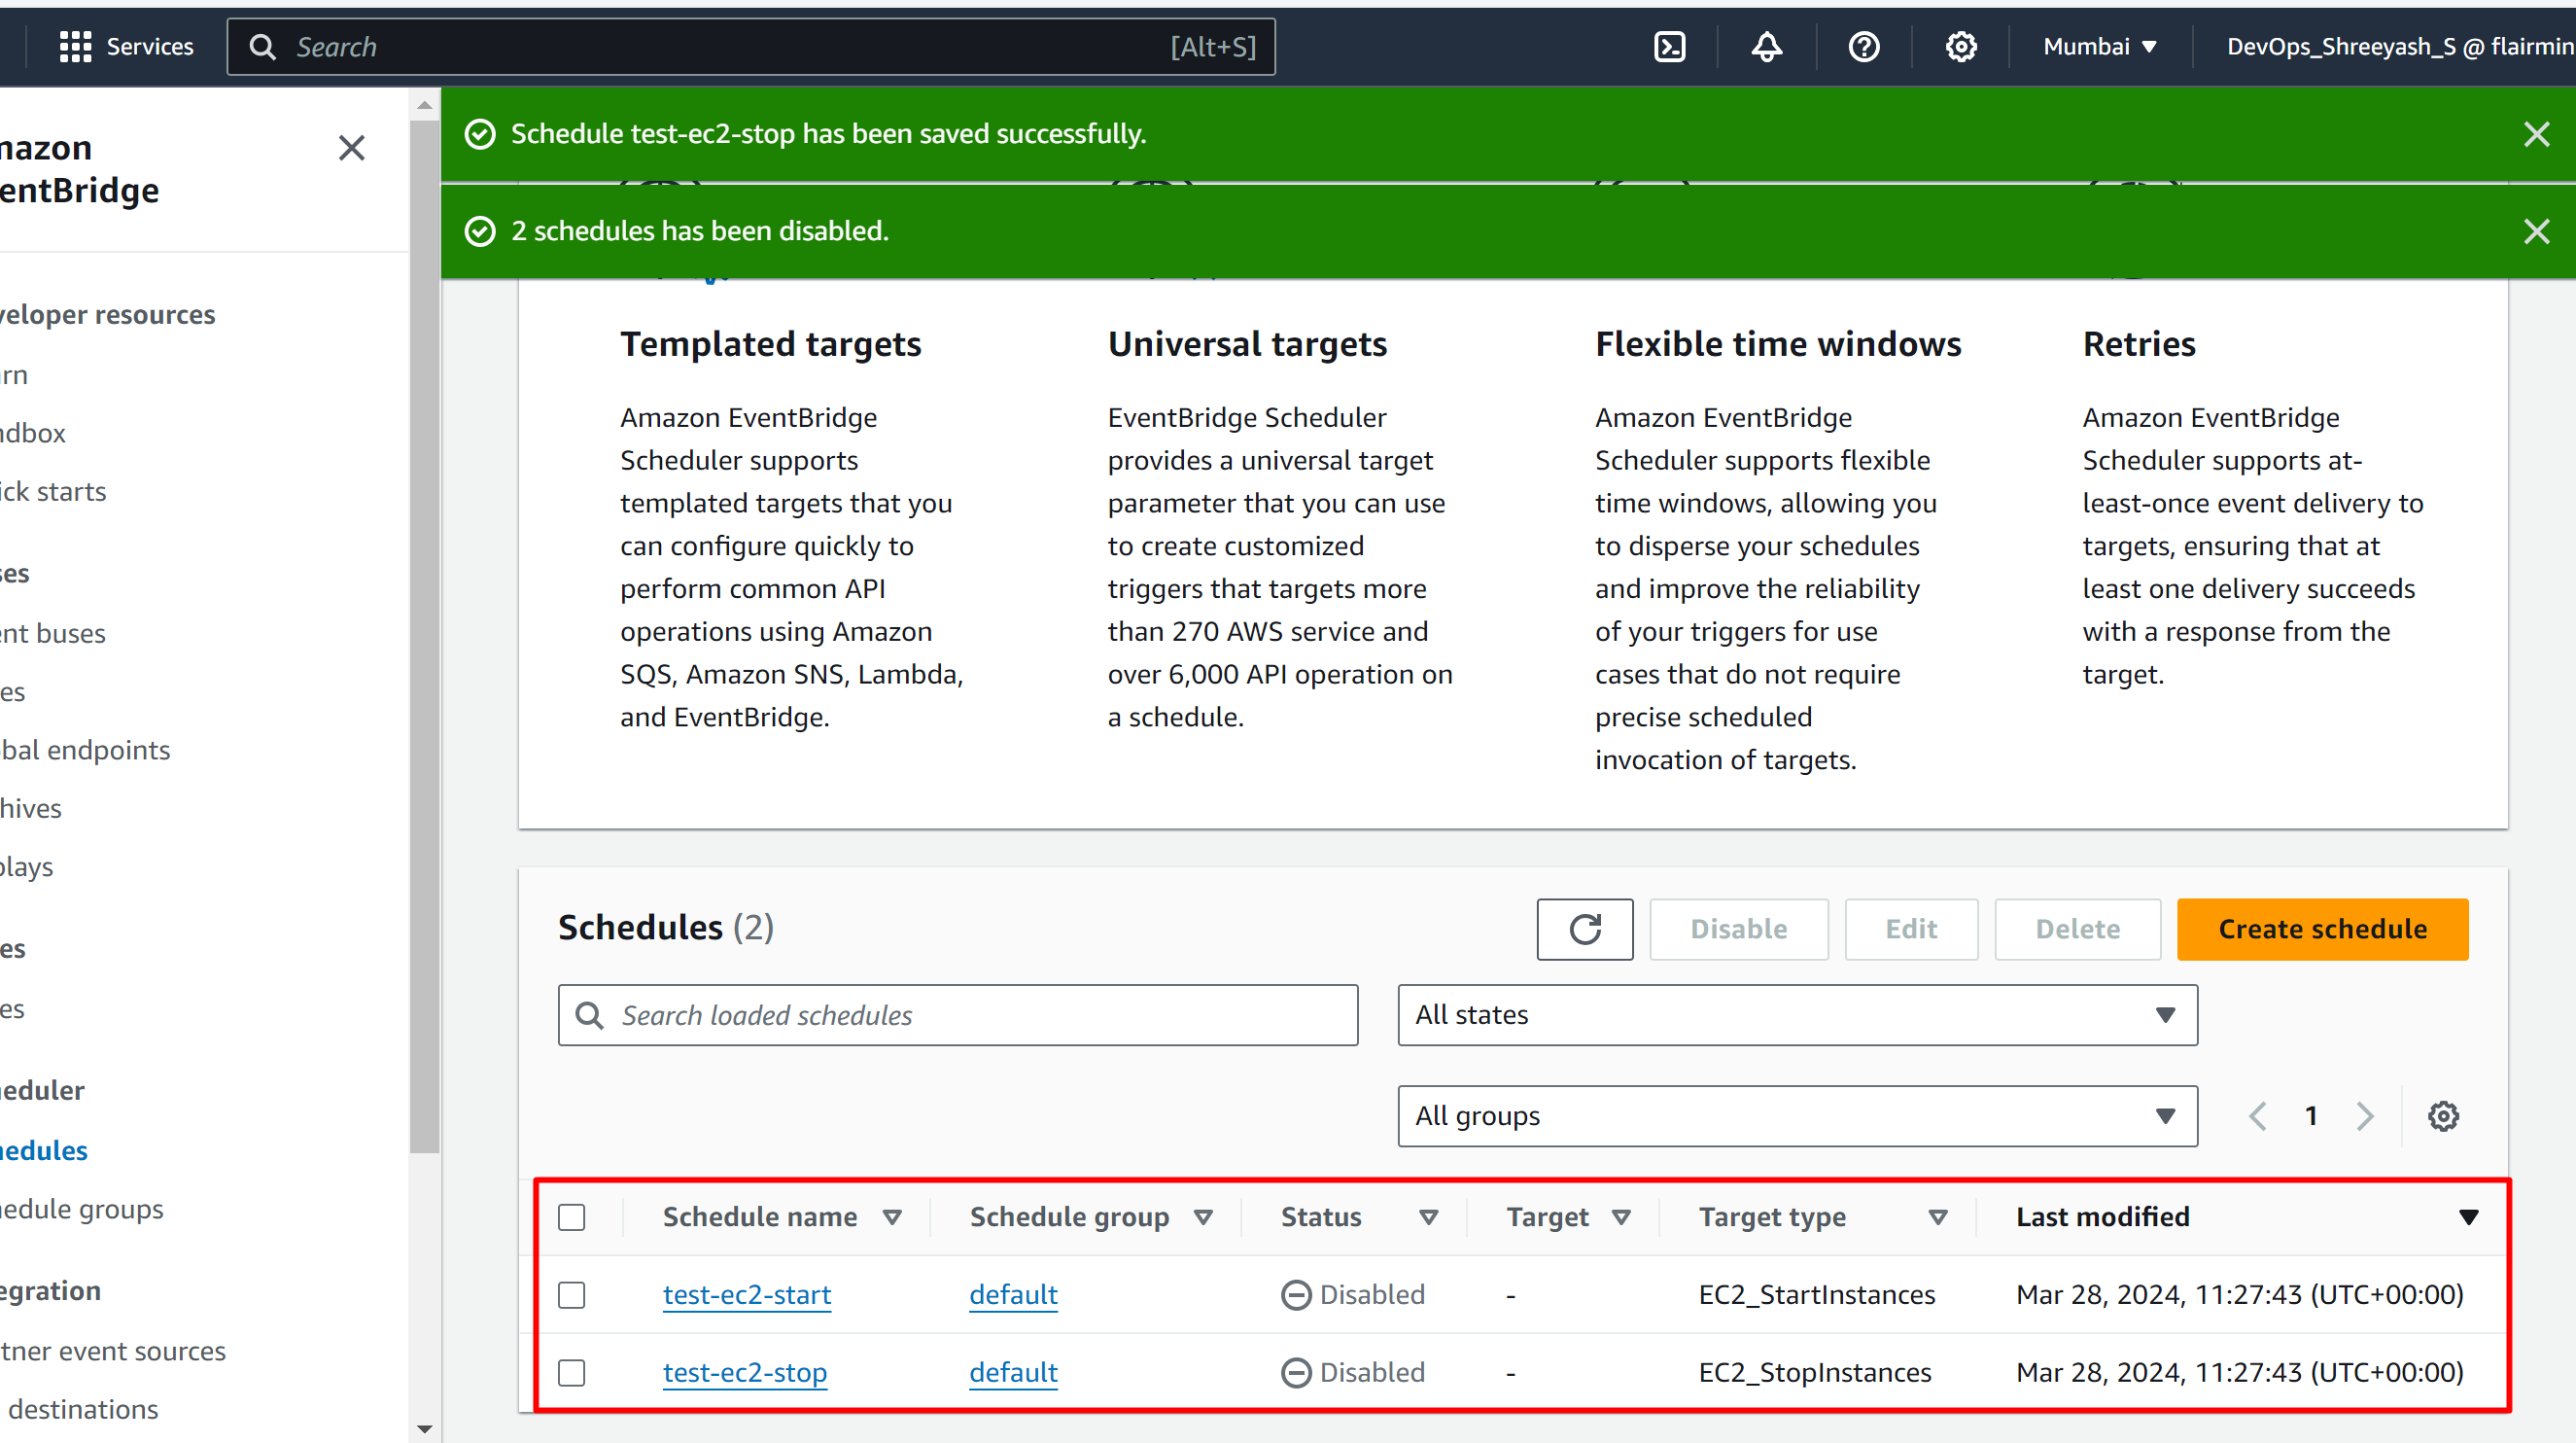 Services
Search
[Alt+S]
Mumbai
DevOps_Shreeyash_S @ flairmin
mazon
entBridge
veloper resources
arn
ndbox
ick starts
ses
ent buses
es
obal endpoints
hives
plays
es
es
heduler
hedules
hedule groups
egration
tner event sources
destinations
Schedule test-ec2-stop has been saved successfully.
2 schedules has been disabled.
Templated targets
Amazon EventBridge
Scheduler supports
templated targets that you
can configure quickly to
perform common API
operations using Amazon
SQS, Amazon SNS, Lambda,
and EventBridge.
Universal targets
EventBridge Scheduler
provides a universal target
parameter that you can use
to create customized
triggers that targets more
than 270 AWS service and
over 6,000 API operation on
a schedule.
Flexible time windows
Amazon EventBridge
Scheduler supports flexible
time windows, allowing you
to disperse your schedules
and improve the reliability
of your triggers for use
cases that do not require
precise scheduled
invocation of targets.
Retries
Amazon EventBridge
Scheduler supports at-
least-once event delivery to
targets, ensuring that at
least one delivery succeeds
with a response from the
target.
Schedules (2)
Disable
Edit
Delete
Create schedule
Search loaded schedules
All states
All groups
1
Schedule name Schedule group Status Target Target type Last modified
test-ec2-start default Disabled - EC2_StartInstances Mar 28, 2024, 11:27:43 (UTC+00:00)
test-ec2-stop default Disabled - EC2_StopInstances Mar 28, 2024, 11:27:43 (UTC+00:00)